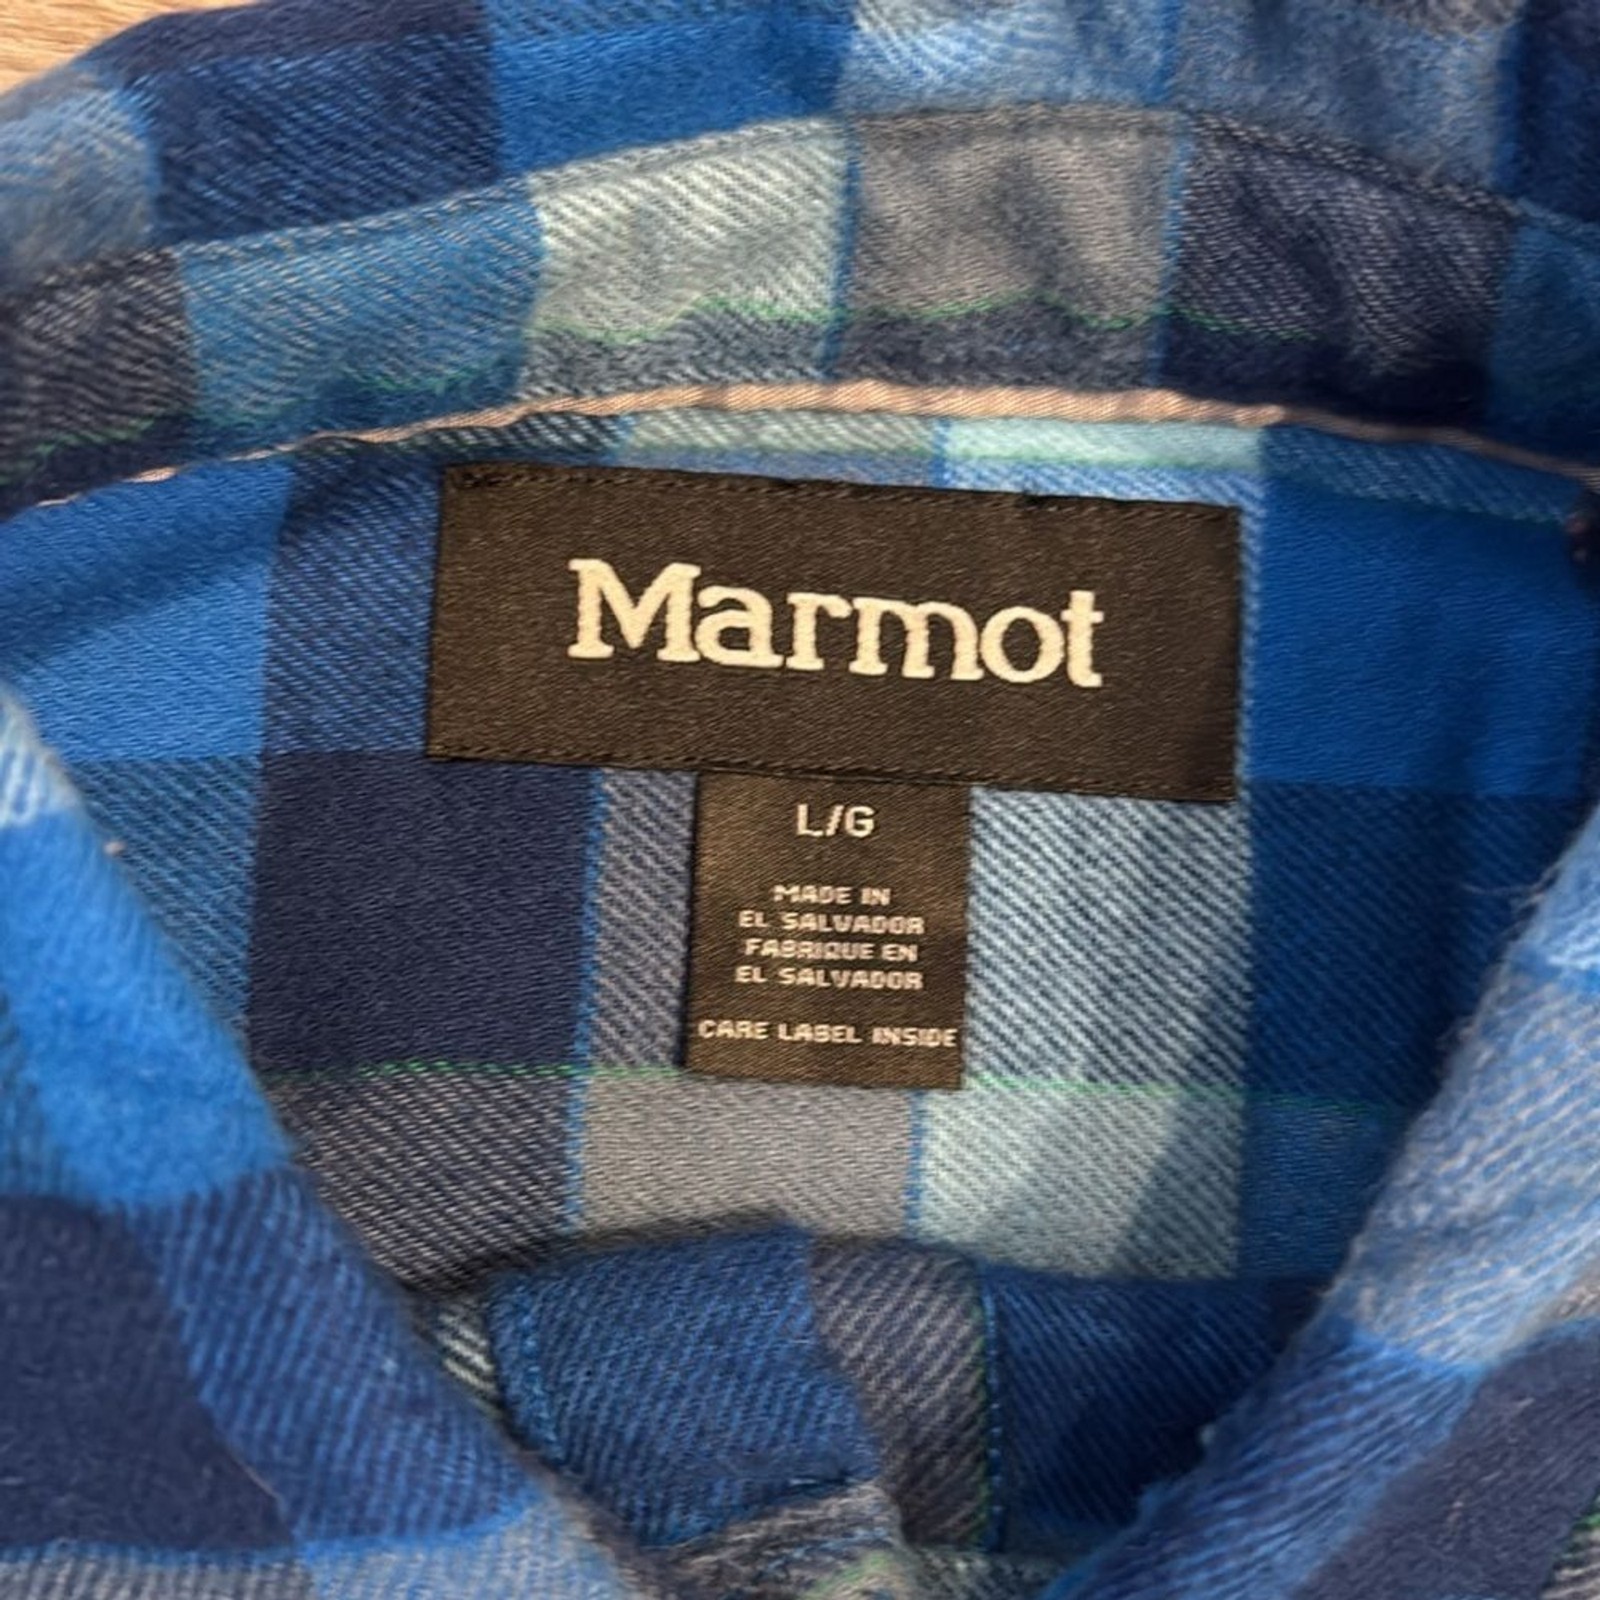 Marmot
L/G
MADE IN
EL SALVADOR
FABRIQUE EN
EL SALVADOR
CARE LABEL INSIDE